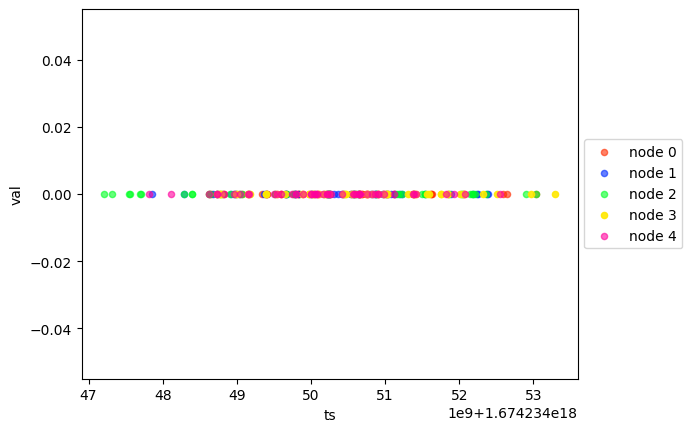 0.04
0.02
0.00
−0.02
−0.04
val
47 48 49 50 51 52 53
ts
1e9+1.674234e18
node 0
node 1
node 2
node 3
node 4